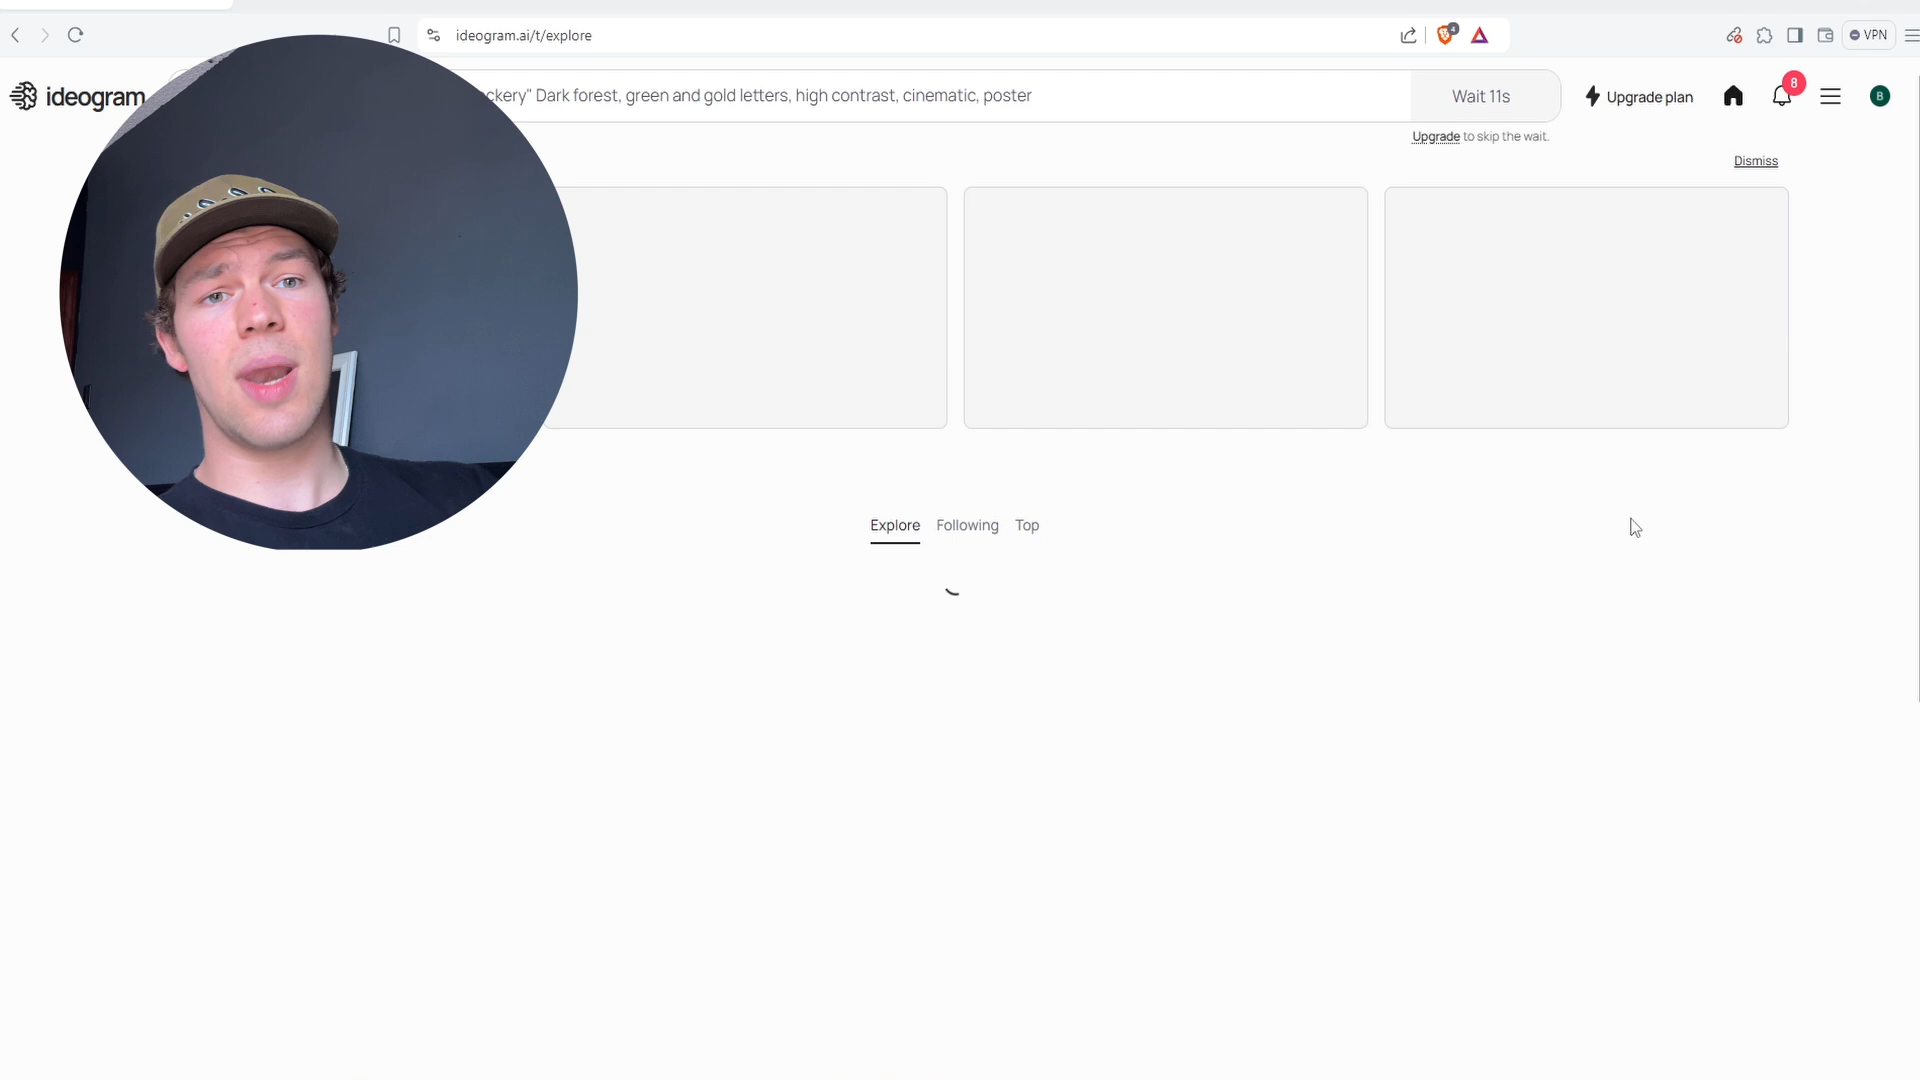 ideogram.ai/t/explore
VPN
ideogram
" Dark forest, green and gold letters, high contrast, cinematic, poster
Wait 11s
Upgrade plan
8
B
Upgrade to skip the wait.
Dismiss
Explore Following Top